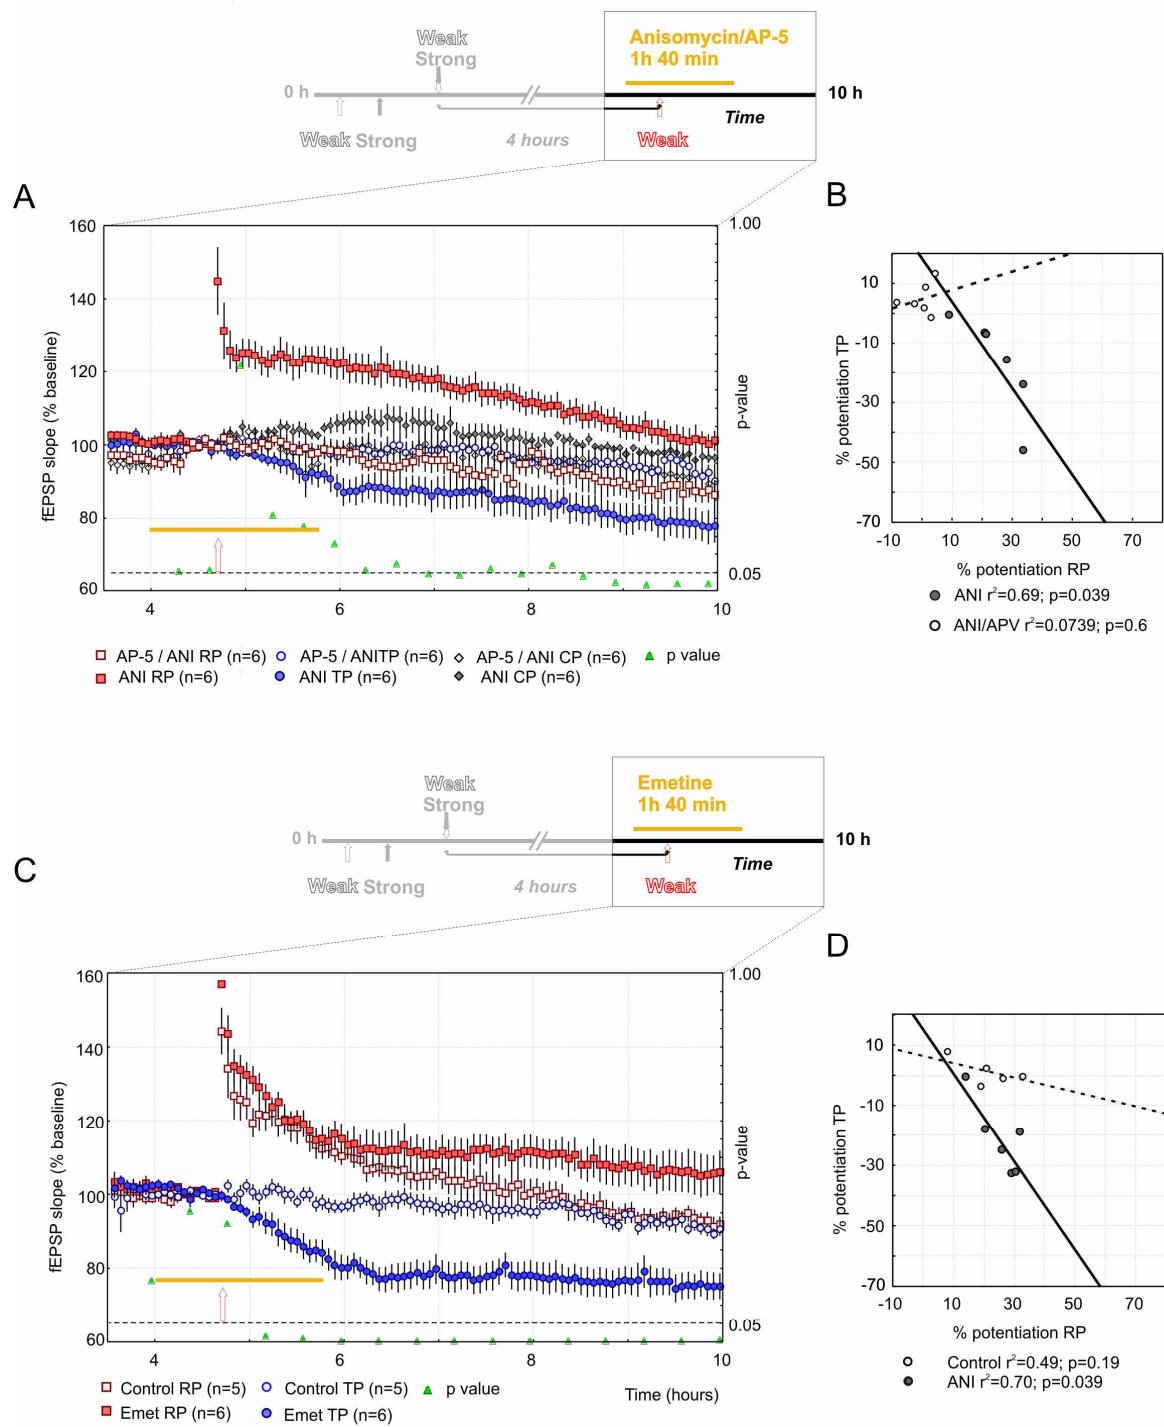 Weak
Strong
Anisomycin/AP-5
1h 40 min
0 h
10 h
Time
Weak Strong
4 hours
Weak
A
B
160
140
120
100
80
60
fEPSP slope (% baseline)
1.00
p-value
0.05
4
6
8
10
AP-5 / ANI RP (n=6)
AP-5 / ANITP (n=6)
AP-5 / ANI CP (n=6)
p value
ANI RP (n=6)
ANI TP (n=6)
ANI CP (n=6)
% potentiation TP
10
-10
-30
-50
-70
-10
10
30
50
70
% potentiation RP
ANI r²=0.69; p=0.039
ANI/APV r²=0.0739; p=0.6
Weak
Strong
Emetine
1h 40 min
0 h
10 h
Time
Weak Strong
4 hours
Weak
C
D
160
140
120
100
80
60
fEPSP slope (% baseline)
1.00
p-value
0.05
4
6
8
10
Time (hours)
Control RP (n=5)
Control TP (n=5)
p value
Emet RP (n=6)
Emet TP (n=6)
% potentiation TP
10
-10
-30
-50
-70
-10
10
30
50
70
% potentiation RP
Control r²=0.49; p=0.19
ANI r²=0.70; p=0.039